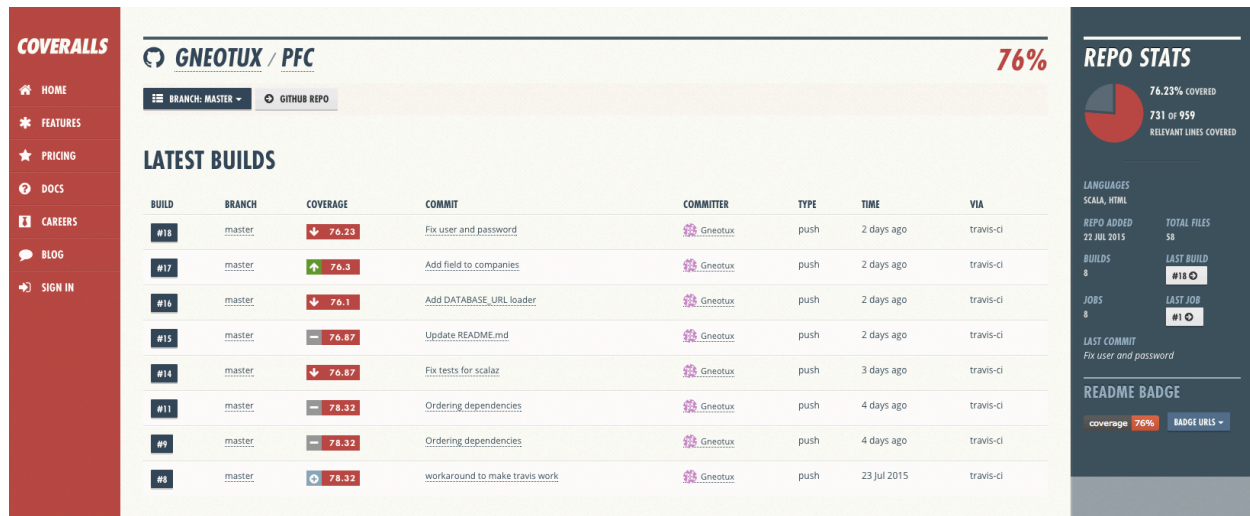 COVERALLS
HOME
FEATURES
PRICING
DOCS
CAREERS
BLOG
SIGN IN
GNEOTUX / PFC
76%
BRANCH: MASTER
GITHUB REPO
LATEST BUILDS
BUILD BRANCH COVERAGE COMMIT COMMITTER TYPE TIME VIA
#18 master 76.23 Fix user and password Gneotux push 2 days ago travis-ci
#17 master 76.3 Add field to companies Gneotux push 2 days ago travis-ci
#16 master 76.1 Add DATABASE_URL loader Gneotux push 2 days ago travis-ci
#15 master 76.87 Update README.md Gneotux push 2 days ago travis-ci
#14 master 76.87 Fix tests for scalaz Gneotux push 3 days ago travis-ci
#11 master 78.32 Ordering dependencies Gneotux push 4 days ago travis-ci
#9 master 78.32 Ordering dependencies Gneotux push 4 days ago travis-ci
#8 master 78.32 workaround to make travis work Gneotux push 23 Jul 2015 travis-ci
REPO STATS
76.23% COVERED
731 OF 959
RELEVANT LINES COVERED
LANGUAGES
SCALA, HTML
REPO ADDED TOTAL FILES
22 JUL 2015 58
BUILDS LAST BUILD
8 #18
JOBS LAST JOB
8 #1
LAST COMMIT
Fix user and password
README BADGE
coverage 76% BADGE URLS